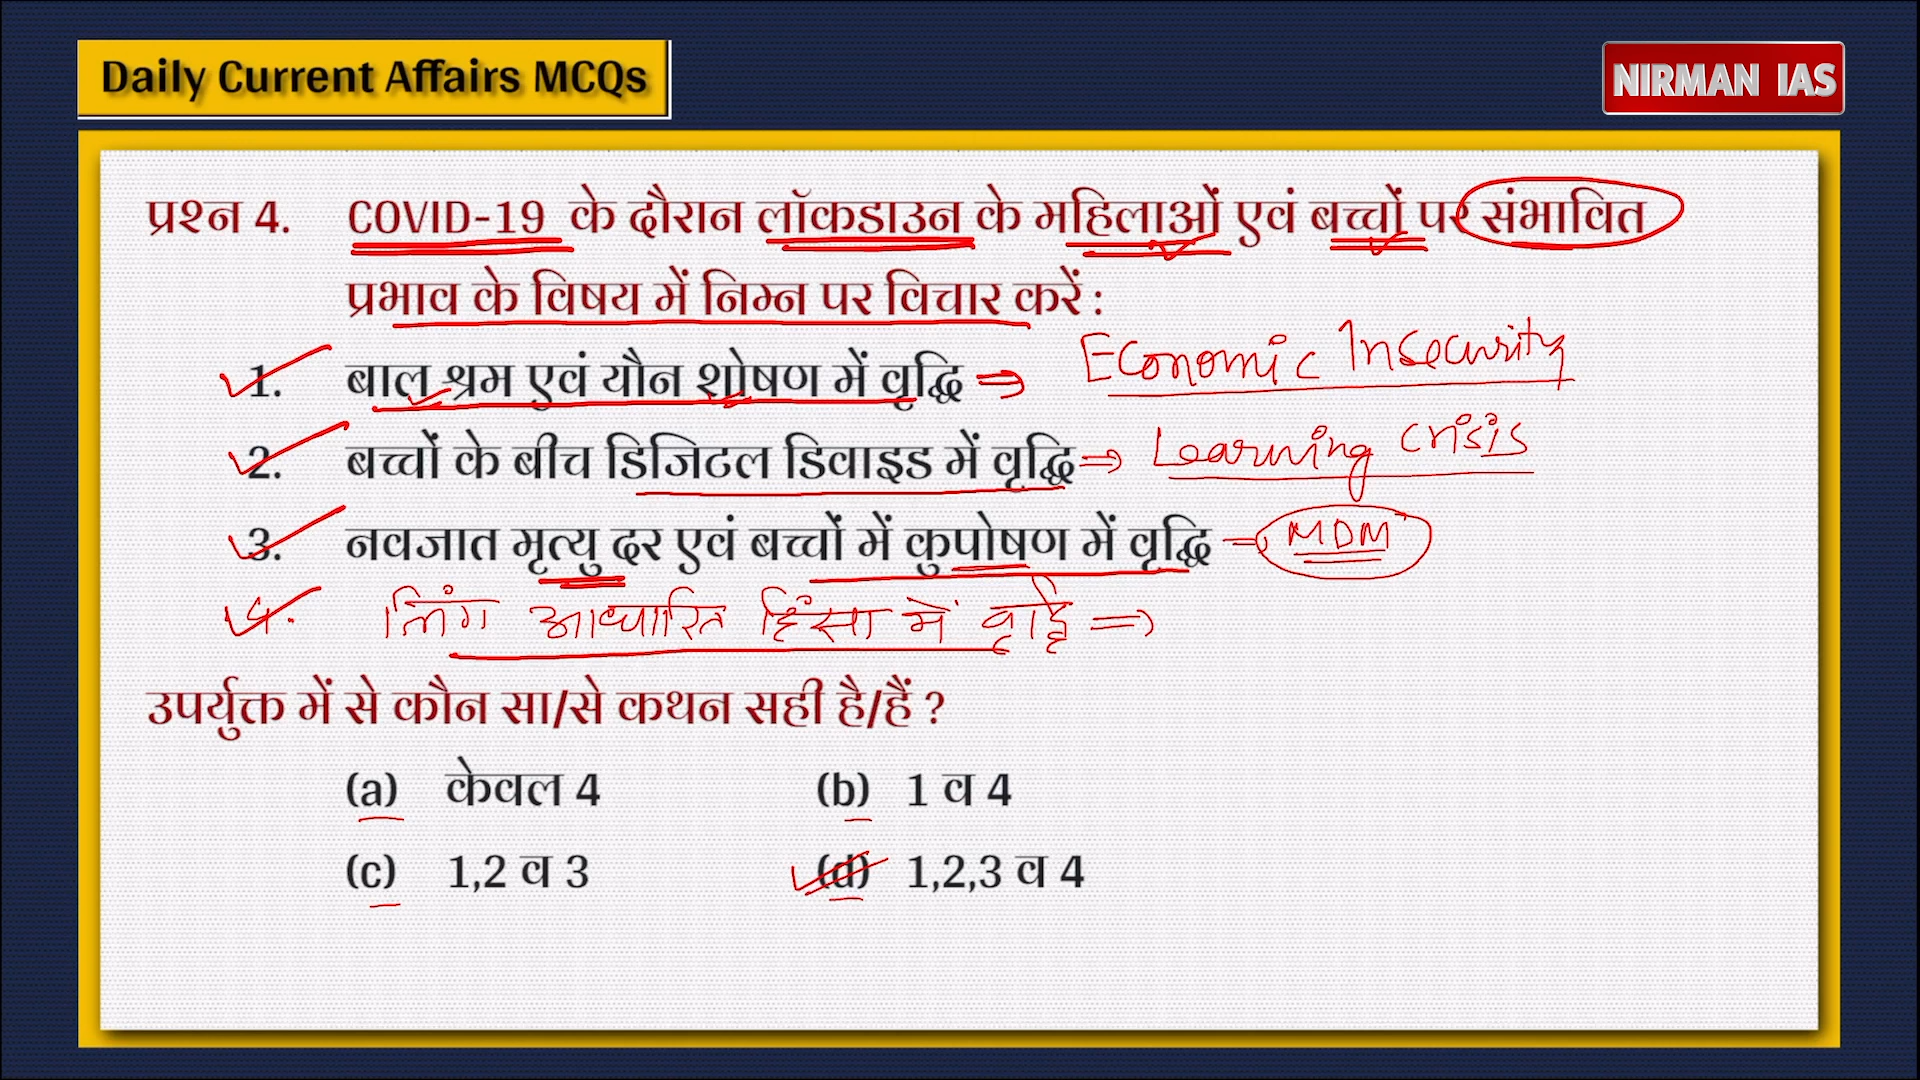 Daily Current Affairs MCQs
NIRMAN IAS
प्रश्न 4. COVID-19 के दौरान लॉकडाउन के महिलाओं एवं बच्चों पर संभावित
प्रभाव के विषय में निम्न पर विचार करें :
1. बाल श्रम एवं यौन शोषण में वृद्धि ⇒ Economic Insecurity
2. बच्चों के बीच डिजिटल डिवाइड में वृद्धि ⇒ Learning crisis
3. नवजात मृत्यु दर एवं बच्चों में कुपोषण में वृद्धि ⇒ MDM
4. लिंग आधारित हिंसा में वृद्धि ⇒
उपर्युक्त में से कौन सा/से कथन सही है/हैं ?
(a) केवल 4 (b) 1 व 4
(c) 1,2 व 3 (d) 1,2,3 व 4